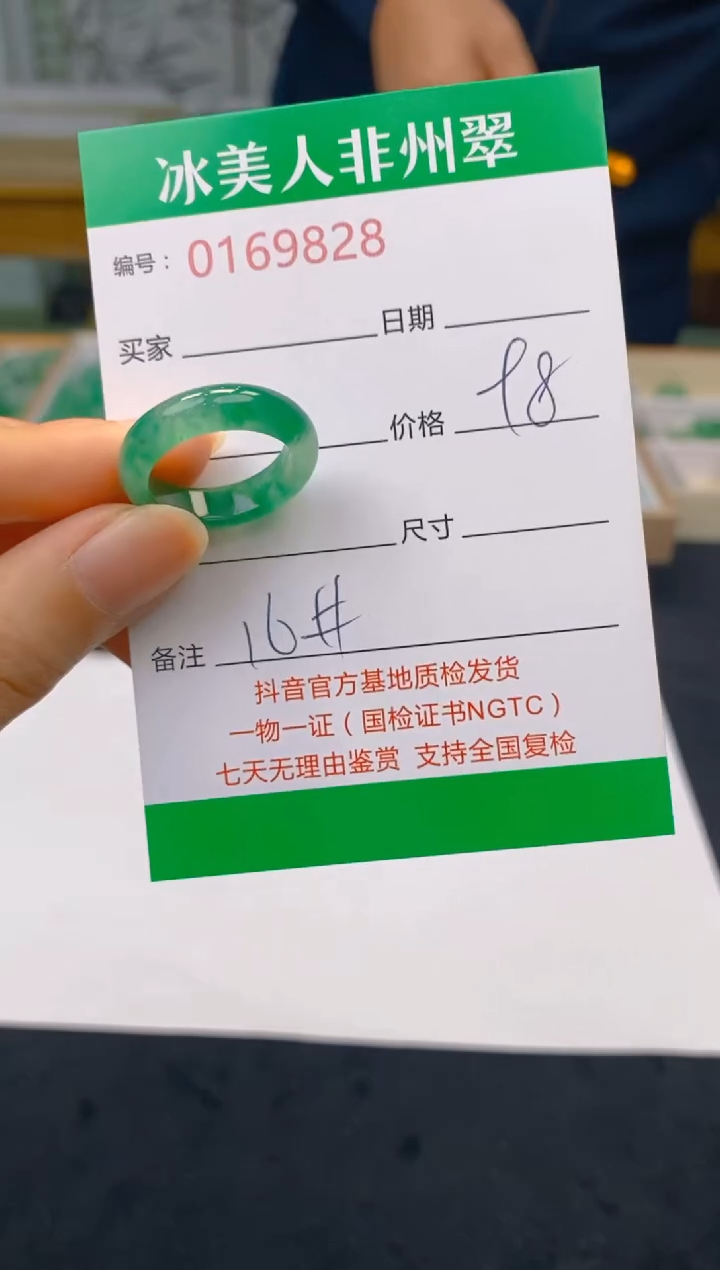 冰美人非州翠
编号：0169828
买家 日期
价格 98
尺寸
备注 16#
抖音官方基地质检发货
一物一证（国检证书NGTC）
七天无理由鉴赏 支持全国复检